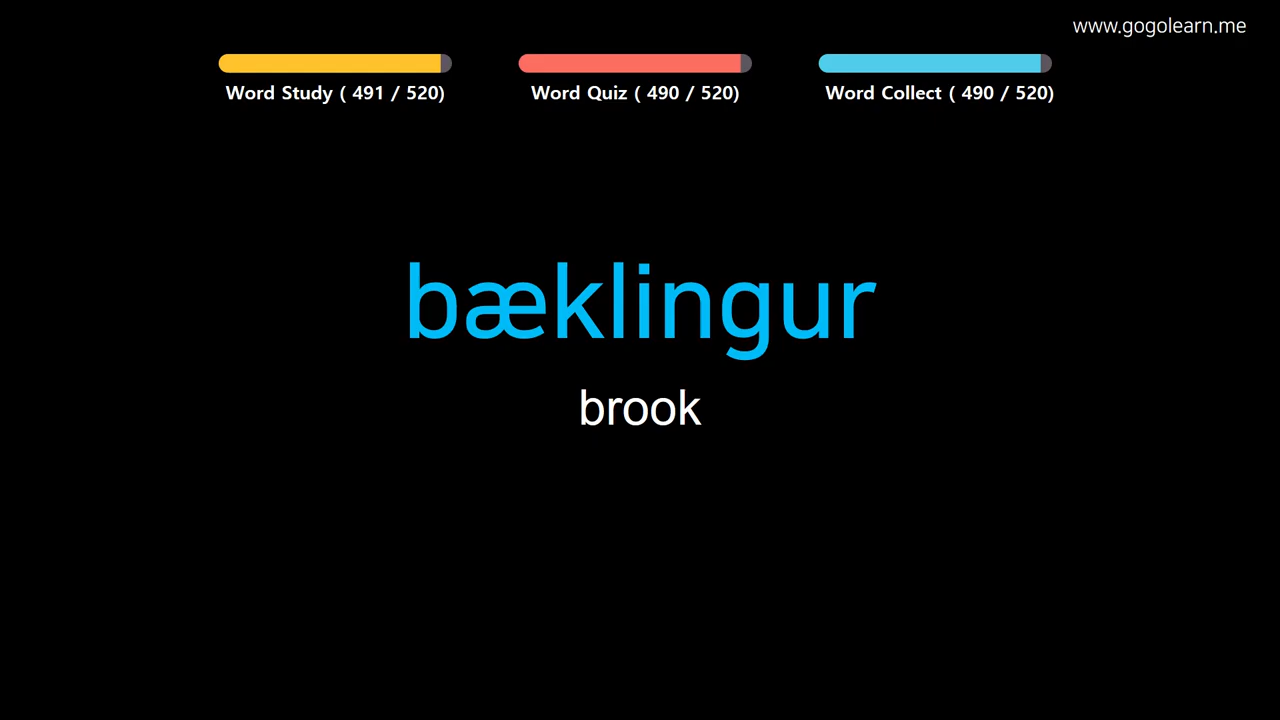 www.gogolearn.me
Word Study ( 491 / 520)
Word Quiz ( 490 / 520)
Word Collect ( 490 / 520)
bæklingur
brook